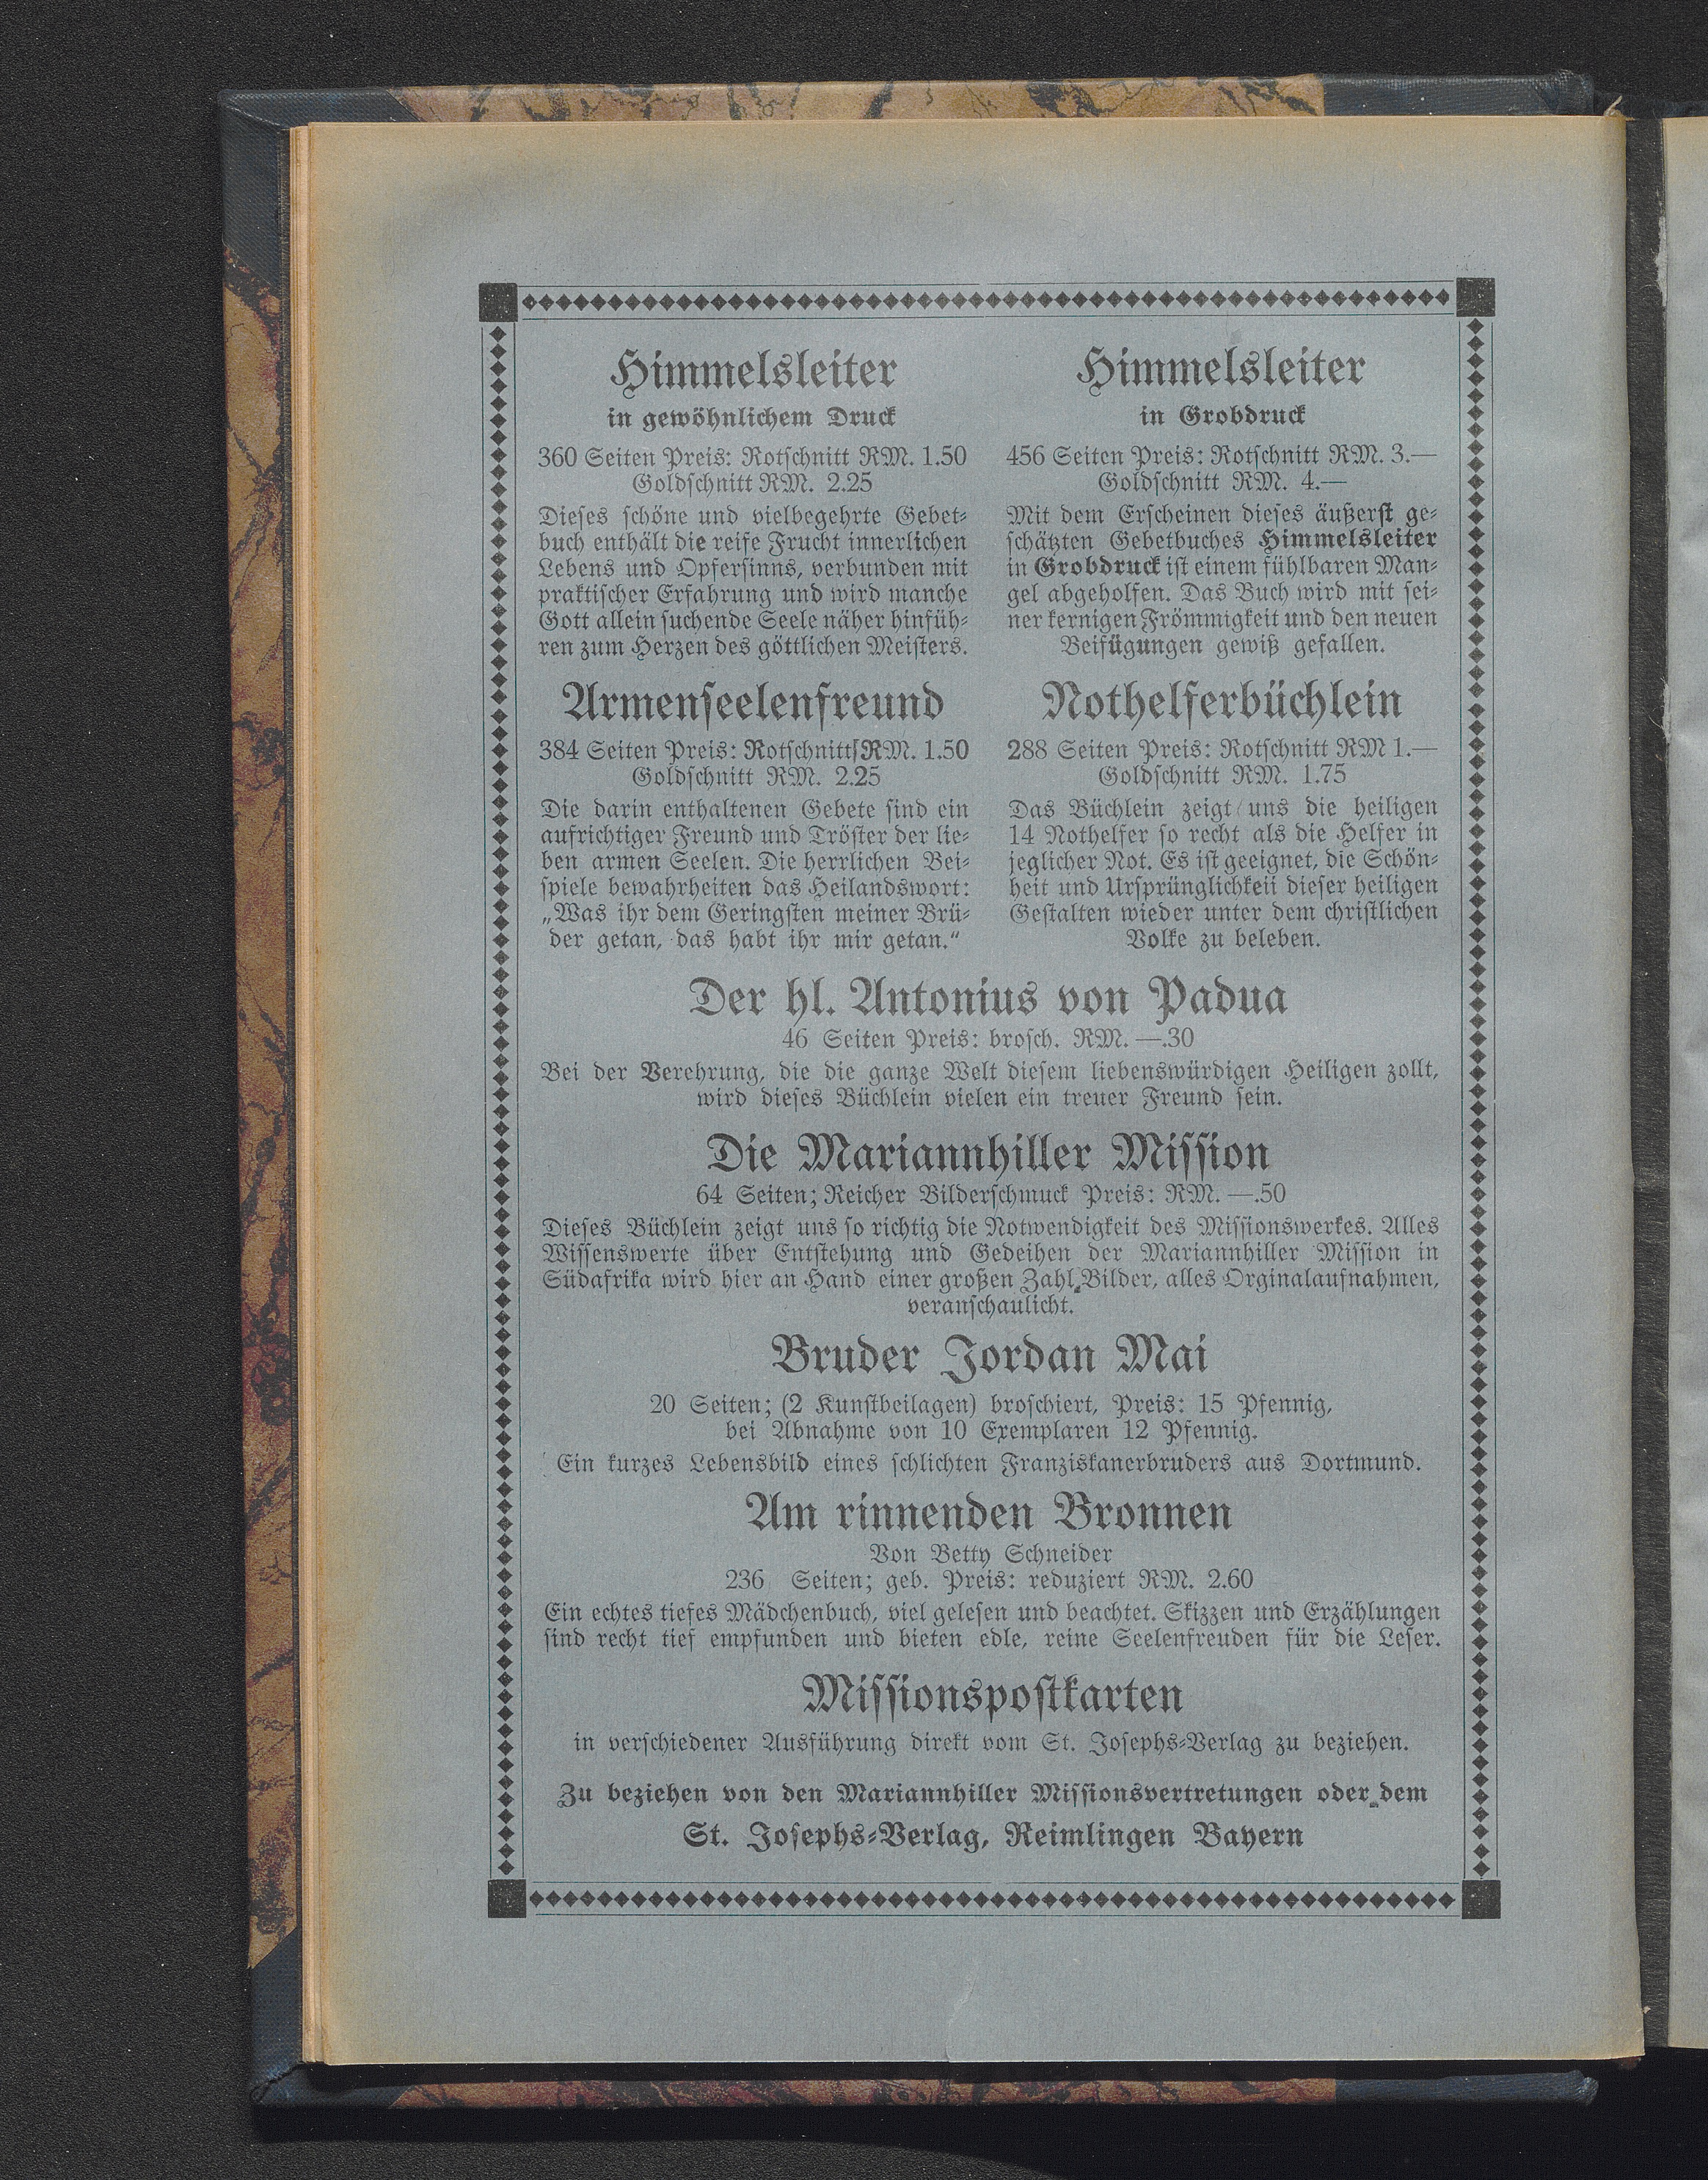 Himmelsleiter
in gewöhnlichem Druck
360 Seiten Preis: Rotschnitt RM. 1.50
Goldschnitt RM. 2.25
Dieses schöne und vielbegehrte Gebet-
buch enthält die reife Frucht innerlichen
Lebens und Opfersinns, verbunden mit
praktischer Erfahrung und wird manche
Gott allein suchende Seele näher hinfüh-
ren zum Herzen des göttlichen Meisters.
Himmelsleiter
in Grobdruck
456 Seiten Preis: Rotschnitt RM. 3.—
Goldschnitt RM. 4.—
Mit dem Erscheinen dieses äußerst ge-
schätzten Gebetbuches Himmelsleiter
in Grobdruck ist einem fühlbaren Man-
gel abgeholfen. Das Buch wird mit sei-
ner kernigen Frömmigkeit und den neuen
Beifügungen gewiß gefallen.
Armenseelenfreund
384 Seiten Preis: Rotschnitt RM. 1.50
Goldschnitt RM. 2.25
Die darin enthaltenen Gebete sind ein
aufrichtiger Freund und Tröster der lie-
ben armen Seelen. Die herrlichen Bei-
spiele bewahrheiten das Heilandswort:
„Was ihr dem Geringsten meiner Brü-
der getan, das habt ihr mir getan.“
Nothelferbüchlein
288 Seiten Preis: Rotschnitt RM 1.—
Goldschnitt RM. 1.75
Das Büchlein zeigt uns die heiligen
14 Nothelfer so recht als die Helfer in
jeglicher Not. Es ist geeignet, die Schön-
heit und Ursprünglichkeii dieser heiligen
Gestalten wieder unter dem christlichen
Volke zu beleben.
Der hl. Antonius von Padua
46 Seiten Preis: brosch. RM. —.30
Bei der Verehrung, die die ganze Welt diesem liebenswürdigen Heiligen zollt,
wird dieses Büchlein vielen ein treuer Freund sein.
Die Mariannhiller Mission
64 Seiten; Reicher Bilderschmuck Preis: RM. —.50
Dieses Büchlein zeigt uns so richtig die Notwendigkeit des Missionswerkes. Alles
Wissenswerte über Entstehung und Gedeihen der Mariannhiller Mission in
Südafrika wird hier an Hand einer großen Zahl Bilder, alles Orginalaufnahmen,
veranschaulicht.
Bruder Jordan Mai
20 Seiten; (2 Kunstbeilagen) broschiert, Preis: 15 Pfennig,
bei Abnahme von 10 Exemplaren 12 Pfennig.
Ein kurzes Lebensbild eines schlichten Franziskanerbruders aus Dortmund.
Am rinnenden Bronnen
Von Betty Schneider
236 Seiten; geb. Preis: reduziert RM. 2.60
Ein echtes tiefes Mädchenbuch, viel gelesen und beachtet. Skizzen und Erzählungen
sind recht tief empfunden und bieten edle, reine Seelenfreuden für die Leser.
Missionspostkarten
in verschiedener Ausführung direkt vom St. Josephs-Verlag zu beziehen.
Zu beziehen von den Mariannhiller Missionsvertretungen oder dem
St. Josephs-Verlag, Reimlingen Bayern